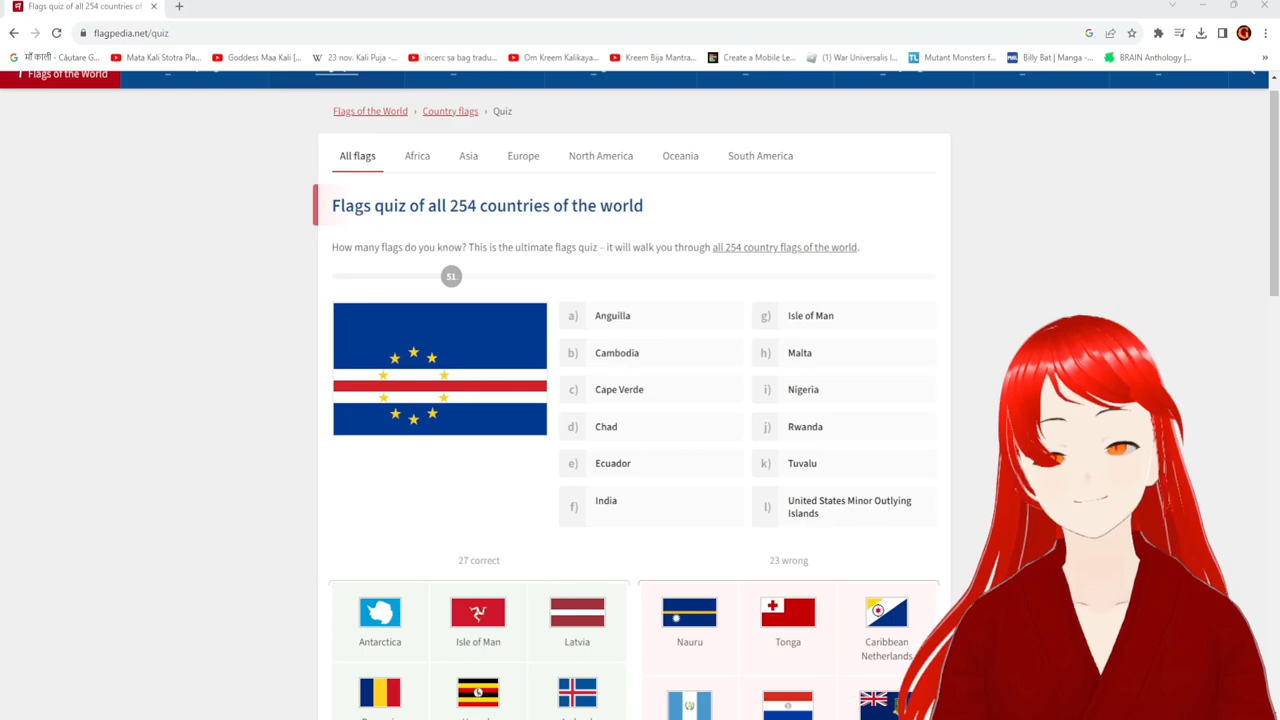 Flags quiz of all 254 countries of
flagpedia.net/quiz
माँ काली - Căutare G...
Mata Kali Stotra Pla...
Goddess Maa Kali [...
23 nov. Kali Puja -...
incerc sa bag tradu...
Om Kreem Kalikaya...
Kreem Bija Mantra...
Create a Mobile Le...
(1) War Universalis I...
Mutant Monsters f...
Billy Bat | Manga -...
BRAIN Anthology |...
»
Flags of the World
Flags of the World › Country flags › Quiz
All flags Africa Asia Europe North America Oceania South America
Flags quiz of all 254 countries of the world
How many flags do you know? This is the ultimate flags quiz – it will walk you through all 254 country flags of the world.
51.
a) Anguilla
b) Cambodia
c) Cape Verde
d) Chad
e) Ecuador
f) India
g) Isle of Man
h) Malta
i) Nigeria
j) Rwanda
k) Tuvalu
l) United States Minor Outlying
Islands
27 correct
23 wrong
Antarctica Isle of Man Latvia
Nauru Tonga Caribbean
Netherlands